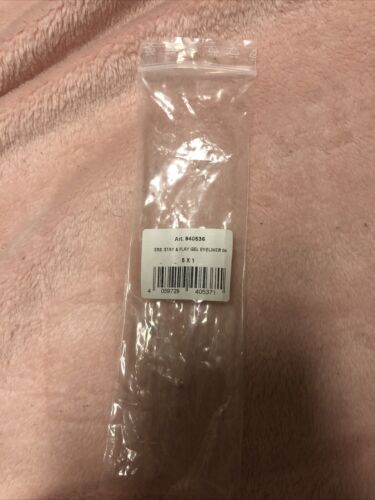 Art. 940536
ESS. STAY & PLAY GEL EYELINER 04
5 X 1
4 059729 405371